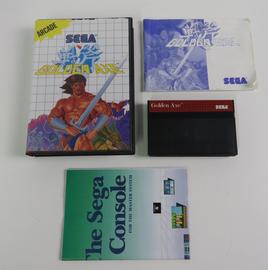 ARCADE
SEGA
GOLDEN AXE
GOLDEN AXE
SEGA
Golden Axe
SEGA
The Sega
Console
FOR THE MASTER SYSTEM